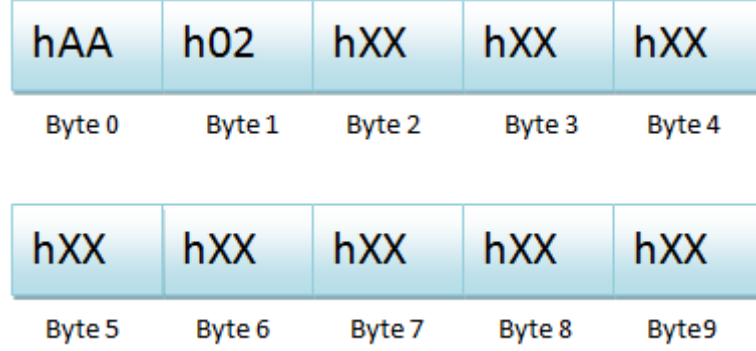 hAA h02 hXX hXX hXX
Byte 0 Byte 1 Byte 2 Byte 3 Byte 4
hXX hXX hXX hXX hXX
Byte 5 Byte 6 Byte 7 Byte 8 Byte9